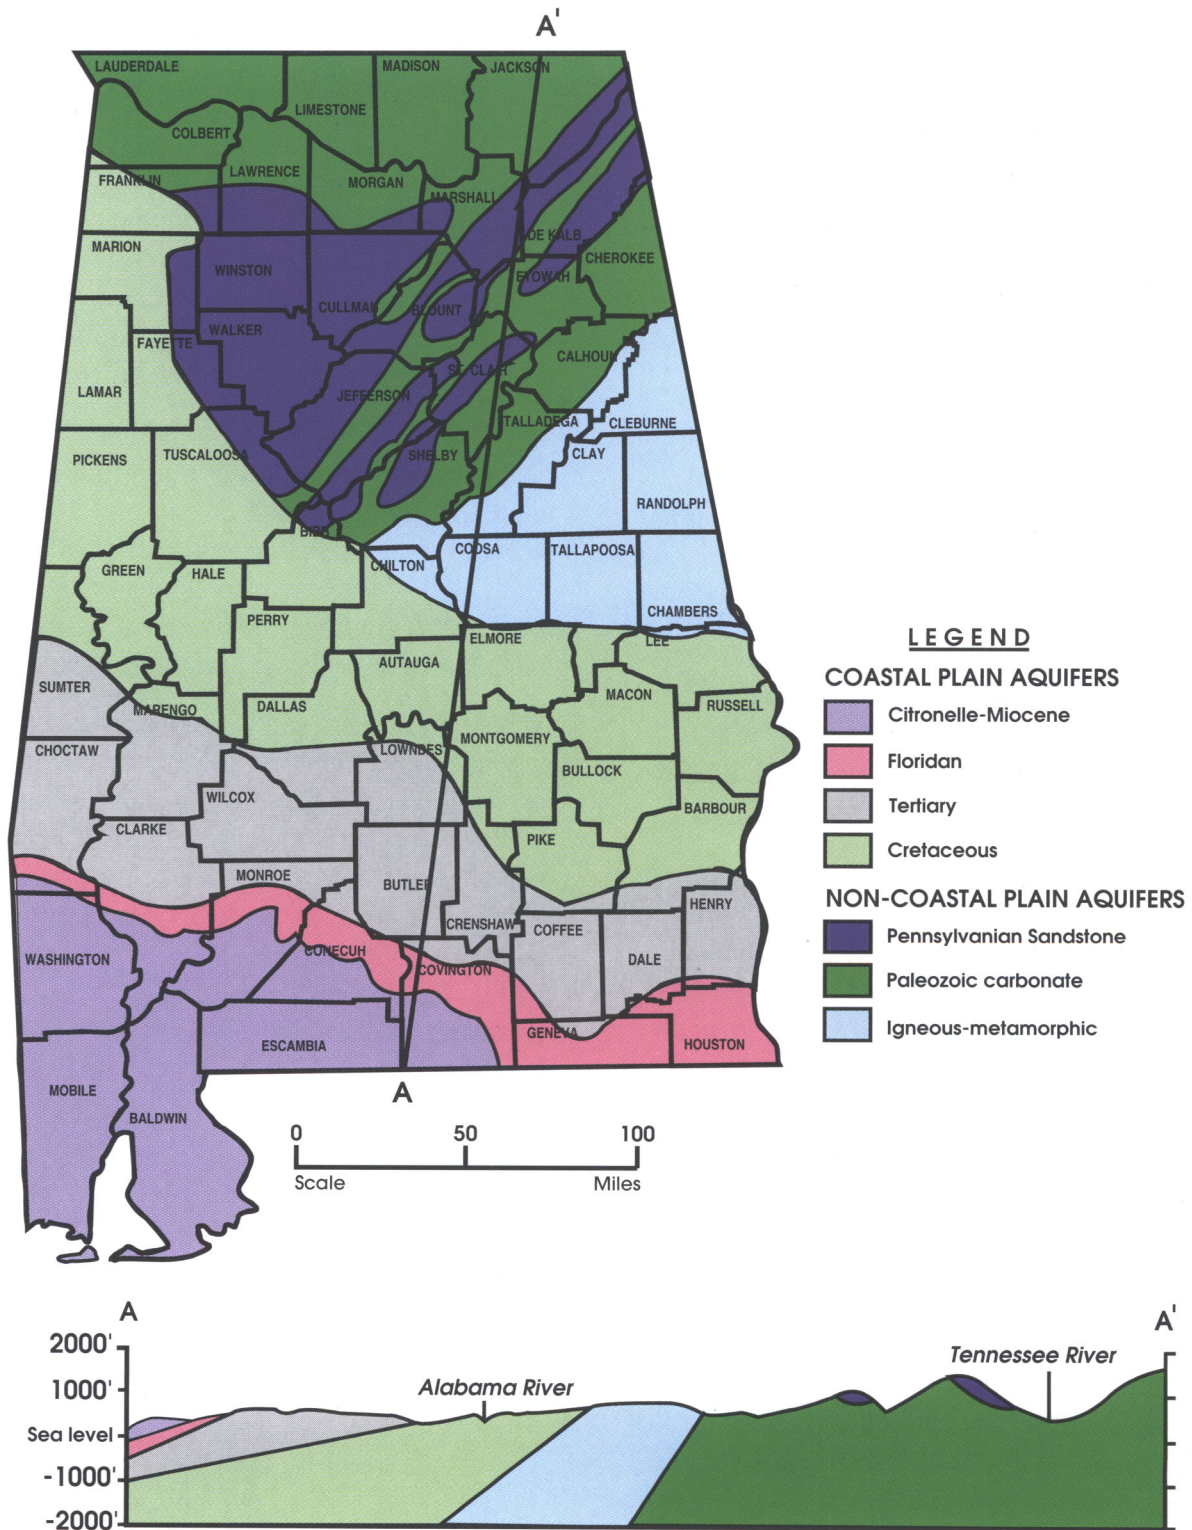 A'
LAUDERDALE
MADISON
JACKSON
LIMESTONE
COLBERT
LAWRENCE
FRANKLIN
MORGAN
MARSHALL
DE KALB
MARION
CHEROKEE
WINSTON
ETOWAH
CULLMAN
BLOUNT
WALKER
FAYETTE
CALHOUN
ST. CLAIR
LAMAR
JEFFERSON
TALLADEGA
CLEBURNE
PICKENS
TUSCALOOSA
SHELBY
CLAY
RANDOLPH
BIBB
COOSA
TALLAPOOSA
CHILTON
GREEN
HALE
CHAMBERS
PERRY
ELMORE
LEE
AUTAUGA
SUMTER
MACON
MARENGO
DALLAS
RUSSELL
CHOCTAW
LOWNDES
MONTGOMERY
BULLOCK
WILCOX
BARBOUR
CLARKE
PIKE
MONROE
BUTLER
HENRY
CRENSHAW
COFFEE
WASHINGTON
CONECUH
DALE
COVINGTON
GENEVA
ESCAMBIA
HOUSTON
MOBILE
BALDWIN
A
0 50 100
Scale Miles
LEGEND
COASTAL PLAIN AQUIFERS
Citronelle-Miocene
Floridan
Tertiary
Cretaceous
NON-COASTAL PLAIN AQUIFERS
Pennsylvanian Sandstone
Paleozoic carbonate
Igneous-metamorphic
A
A'
2000'
1000'
Sea level
-1000'
-2000'
Alabama River
Tennessee River